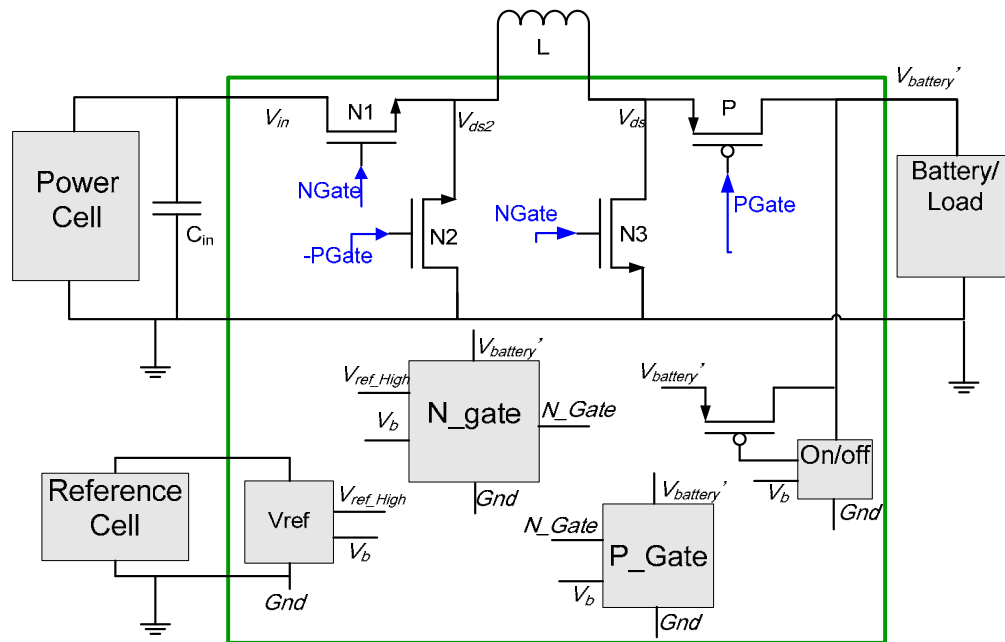 L
V_battery'
V_in
N1
V_ds2
V_ds
P
Power
Cell
C_in
NGate
-PGate
N2
NGate
N3
PGate
Battery/
Load
V_battery'
V_ref_High
N_gate
V_b
N_Gate
Gnd
V_battery'
On/off
V_b
Gnd
Reference
Cell
Vref
V_ref_High
V_b
Gnd
V_battery'
N_Gate
P_Gate
V_b
Gnd